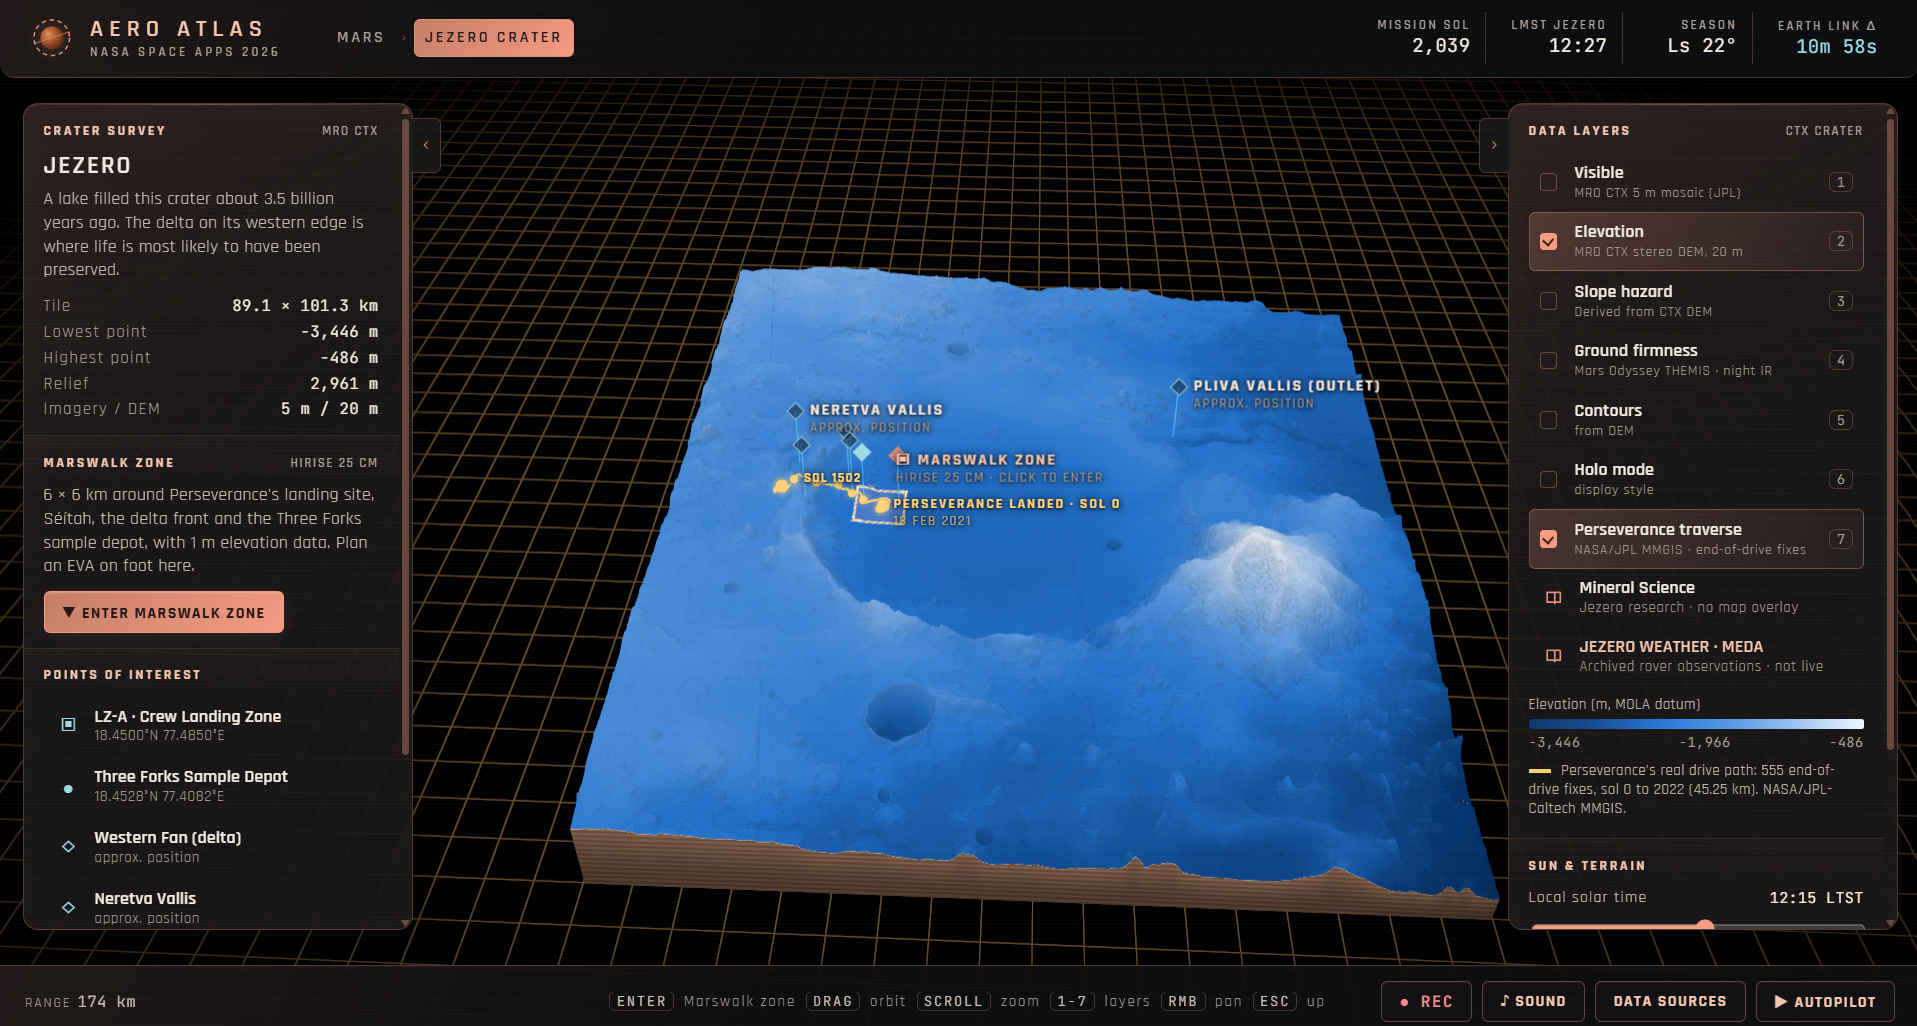 AERO ATLAS
NASA SPACE APPS 2026
MARS › JEZERO CRATER
MISSION SOL
2,039
LMST JEZERO
12:27
SEASON
Ls 22°
EARTH LINK Δ
10m 58s
CRATER SURVEY
MRO CTX
JEZERO
A lake filled this crater about 3.5 billion
years ago. The delta on its western edge is
where life is most likely to have been
preserved.
Tile 89.1 × 101.3 km
Lowest point -3,446 m
Highest point -486 m
Relief 2,961 m
Imagery / DEM 5 m / 20 m
MARSWALK ZONE HIRISE 25 CM
6 × 6 km around Perseverance's landing site,
Séítah, the delta front and the Three Forks
sample depot, with 1 m elevation data. Plan
an EVA on foot here.
▼ ENTER MARSWALK ZONE
POINTS OF INTEREST
LZ-A · Crew Landing Zone
18.4500°N 77.4850°E
Three Forks Sample Depot
18.4528°N 77.4082°E
Western Fan (delta)
approx. position
Neretva Vallis
approx. position
‹
›
PLIVA VALLIS (OUTLET)
APPROX. POSITION
NERETVA VALLIS
APPROX. POSITION
MARSWALK ZONE
HIRISE 25 CM · CLICK TO ENTER
SOL 1502
PERSEVERANCE LANDED · SOL 0
18 FEB 2021
DATA LAYERS CTX CRATER
Visible
MRO CTX 5 m mosaic (JPL)
1
Elevation
MRO CTX stereo DEM, 20 m
2
Slope hazard
Derived from CTX DEM
3
Ground firmness
Mars Odyssey THEMIS · night IR
4
Contours
from DEM
5
Holo mode
display style
6
Perseverance traverse
NASA/JPL MMGIS · end-of-drive fixes
7
Mineral Science
Jezero research · no map overlay
JEZERO WEATHER · MEDA
Archived rover observations · not live
Elevation (m, MOLA datum)
-3,446 -1,966 -486
Perseverance's real drive path: 555 end-of-
drive fixes, sol 0 to 2022 (45.25 km). NASA/JPL-
Caltech MMGIS.
SUN & TERRAIN
Local solar time 12:15 LTST
RANGE 174 km
ENTER Marswalk zone DRAG orbit SCROLL zoom 1-7 layers RMB pan ESC up
● REC
♪ SOUND
DATA SOURCES
▶ AUTOPILOT